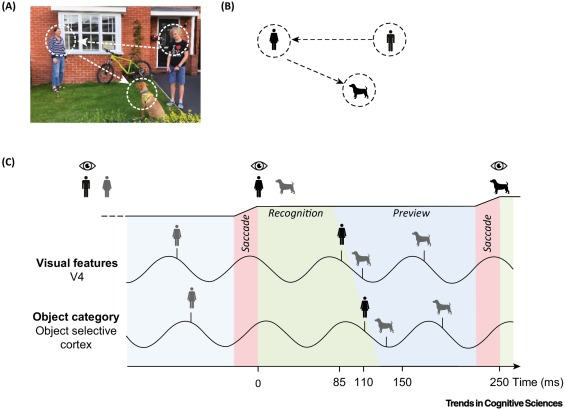 (A)
(B)
(C)
Saccade
Recognition
Preview
Saccade
Visual features
V4
Object category
Object selective
cortex
0
85
110
150
250
Time (ms)
Trends in Cognitive Sciences